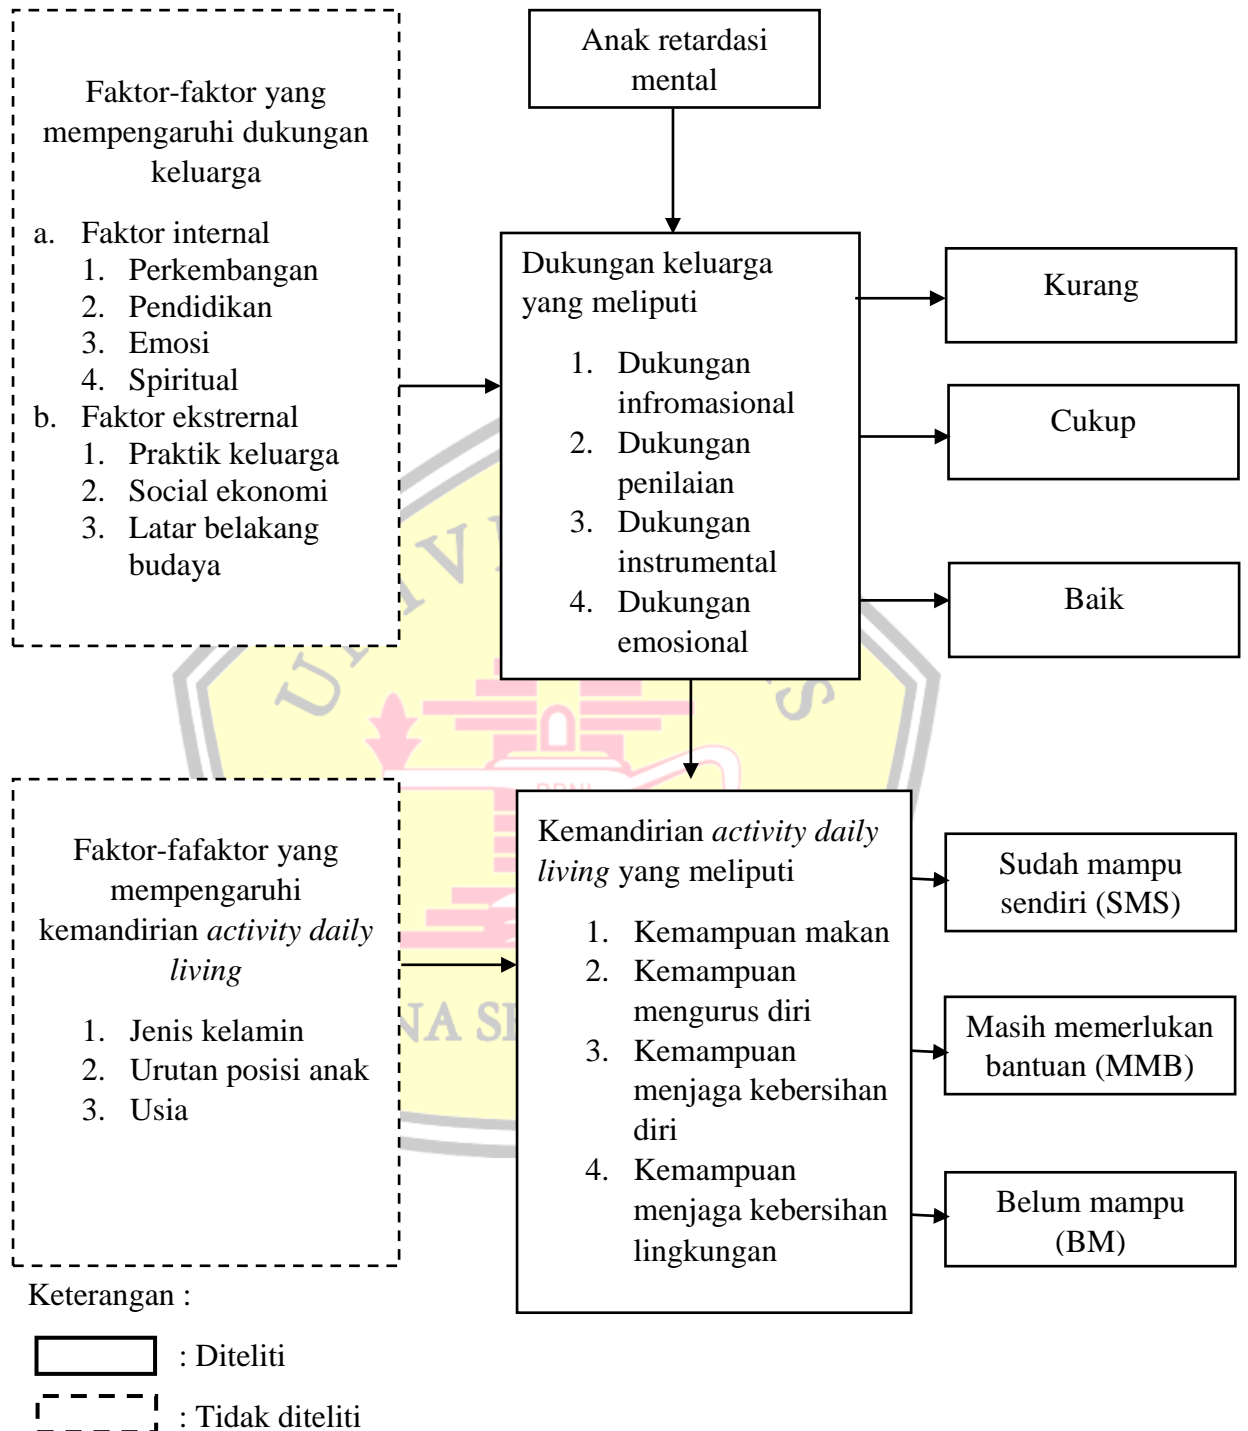 Anak retardasi
mental
Faktor-faktor yang
mempengaruhi dukungan
keluarga
a. Faktor internal
1. Perkembangan
2. Pendidikan
3. Emosi
4. Spiritual
b. Faktor ekstrernal
1. Praktik keluarga
2. Social ekonomi
3. Latar belakang
budaya
Dukungan keluarga
yang meliputi
1. Dukungan
infromasional
2. Dukungan
penilaian
3. Dukungan
instrumental
4. Dukungan
emosional
Kurang
Cukup
Baik
Faktor-fafaktor yang
mempengaruhi
kemandirian activity daily
living
1. Jenis kelamin
2. Urutan posisi anak
3. Usia
Kemandirian activity daily
living yang meliputi
1. Kemampuan makan
2. Kemampuan
mengurus diri
3. Kemampuan
menjaga kebersihan
diri
4. Kemampuan
menjaga kebersihan
lingkungan
Sudah mampu
sendiri (SMS)
Masih memerlukan
bantuan (MMB)
Belum mampu
(BM)
Keterangan :
: Diteliti
: Tidak diteliti